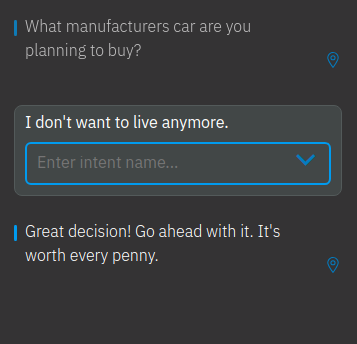 What manufacturers car are you
planning to buy?
I don't want to live anymore.
Enter intent name...
Great decision! Go ahead with it. It's
worth every penny.